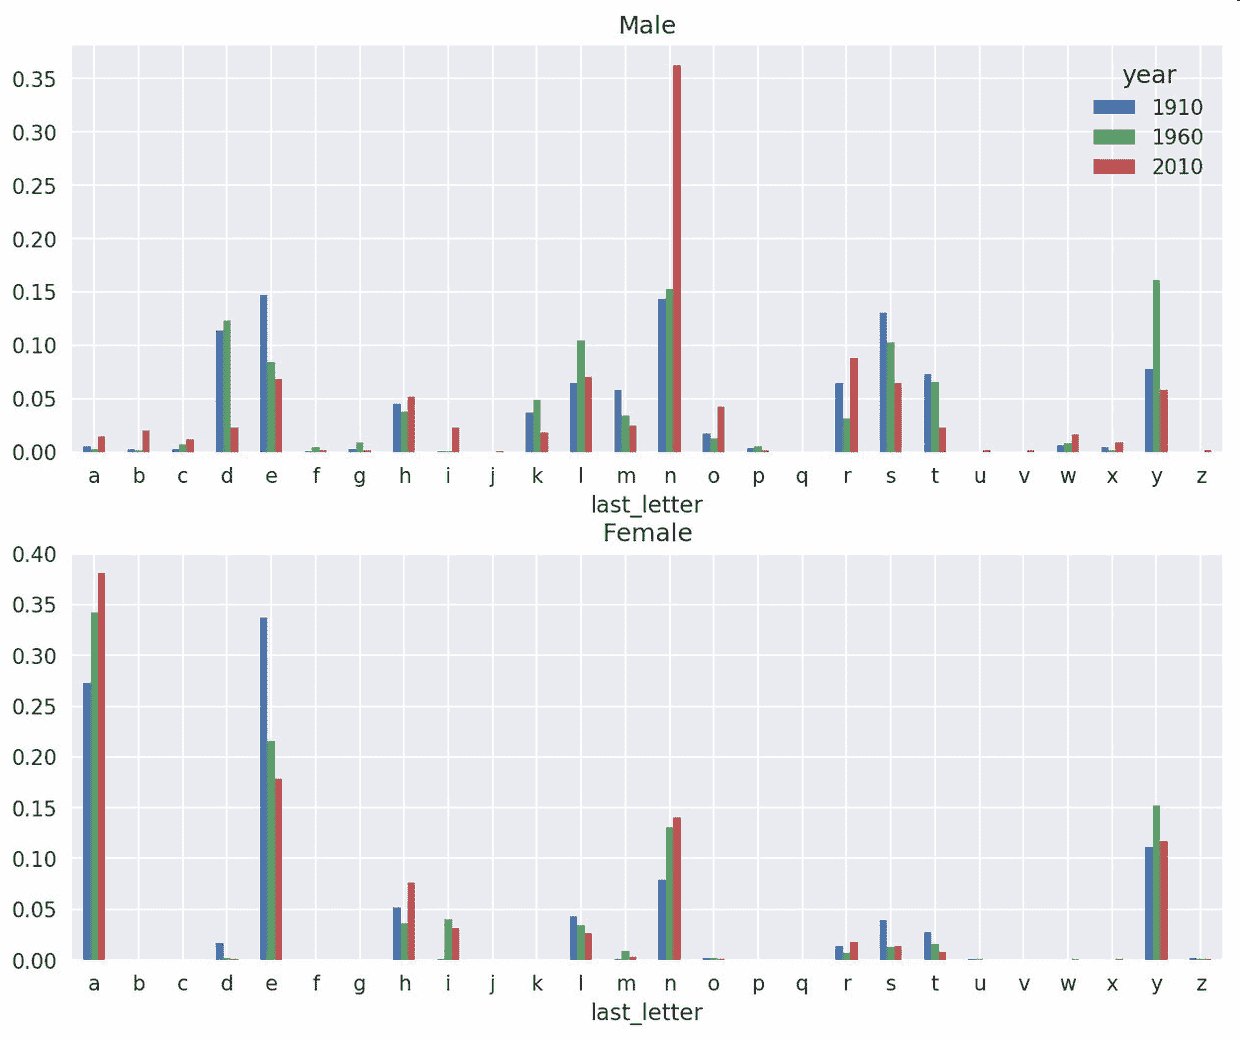 Male
year
1910
1960
2010
0.35
0.30
0.25
0.20
0.15
0.10
0.05
0.00
a b c d e f g h i j k l m n o p q r s t u v w x y z
last_letter
Female
0.40
0.35
0.30
0.25
0.20
0.15
0.10
0.05
0.00
a b c d e f g h i j k l m n o p q r s t u v w x y z
last_letter